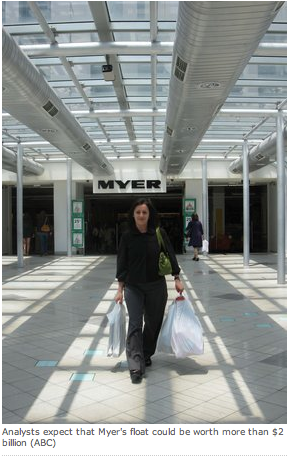 MYER
Analysts expect that Myer's float could be worth more than $2
billion (ABC)